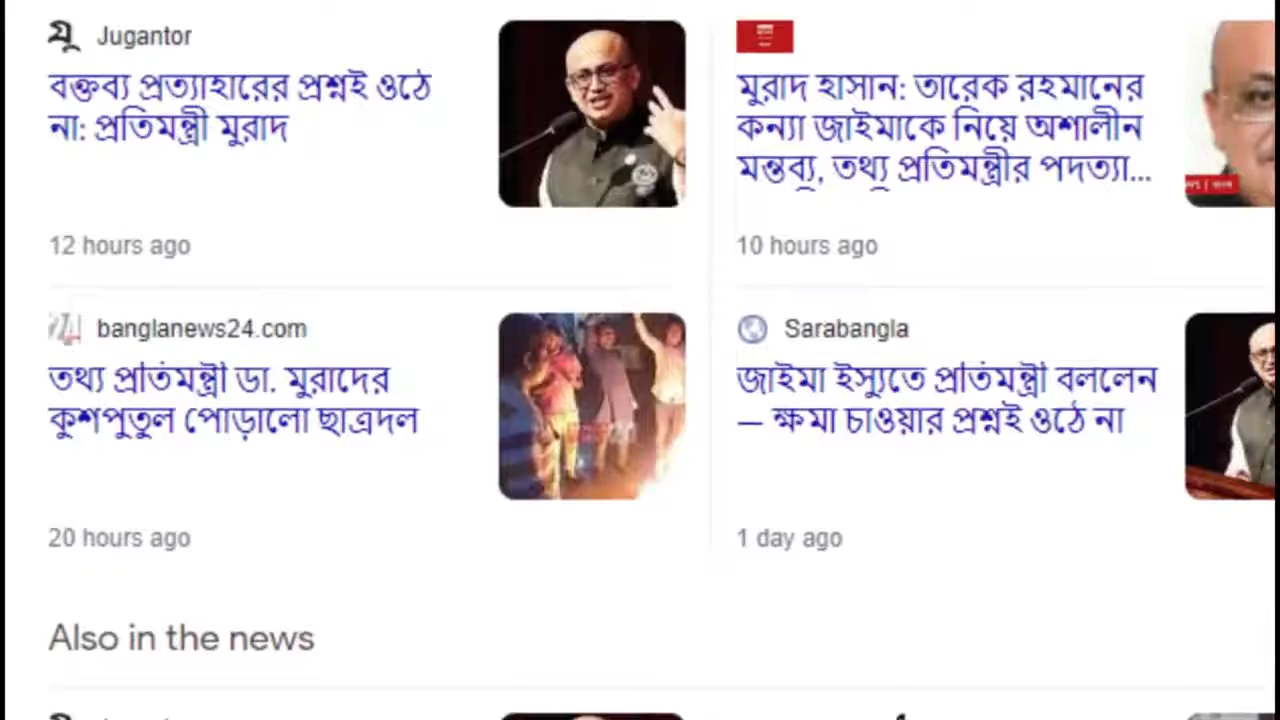 Jugantor
বক্তব্য প্রত্যাহারের প্রশ্নই ওঠে
না: প্রতিমন্ত্রী মুরাদ
12 hours ago
মুরাদ হাসান: তারেক রহমানের
কন্যা জাইমাকে নিয়ে অশালীন
মন্তব্য, তথ্য প্রতিমন্ত্রীর পদত্যা...
10 hours ago
banglanews24.com
তথ্য প্রতিমন্ত্রী ডা. মুরাদের
কুশপুতুল পোড়ালো ছাত্রদল
20 hours ago
Sarabangla
জাইমা ইস্যুতে প্রতিমন্ত্রী বললেন
— ক্ষমা চাওয়ার প্রশ্নই ওঠে না
1 day ago
Also in the news